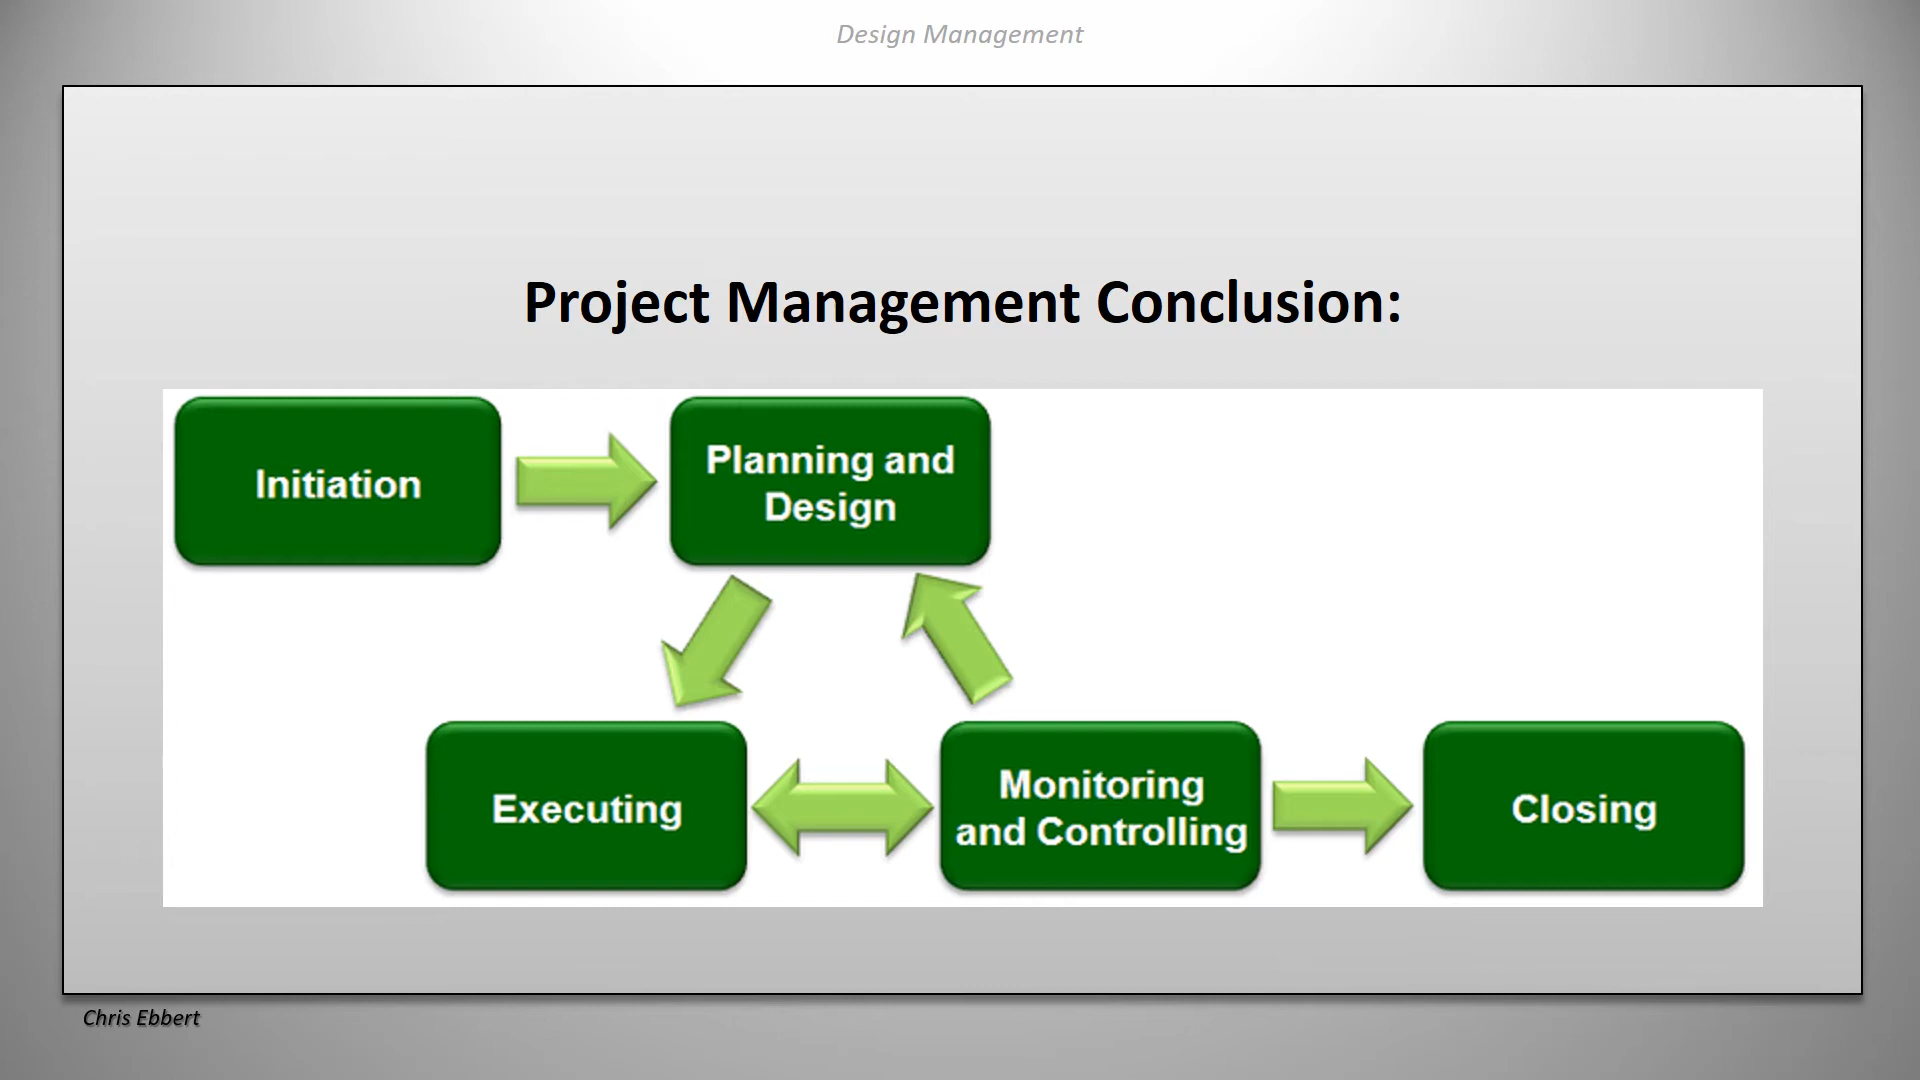 Design Management
Project Management Conclusion:
Initiation
Planning and
Design
Executing
Monitoring
and Controlling
Closing
Chris Ebbert